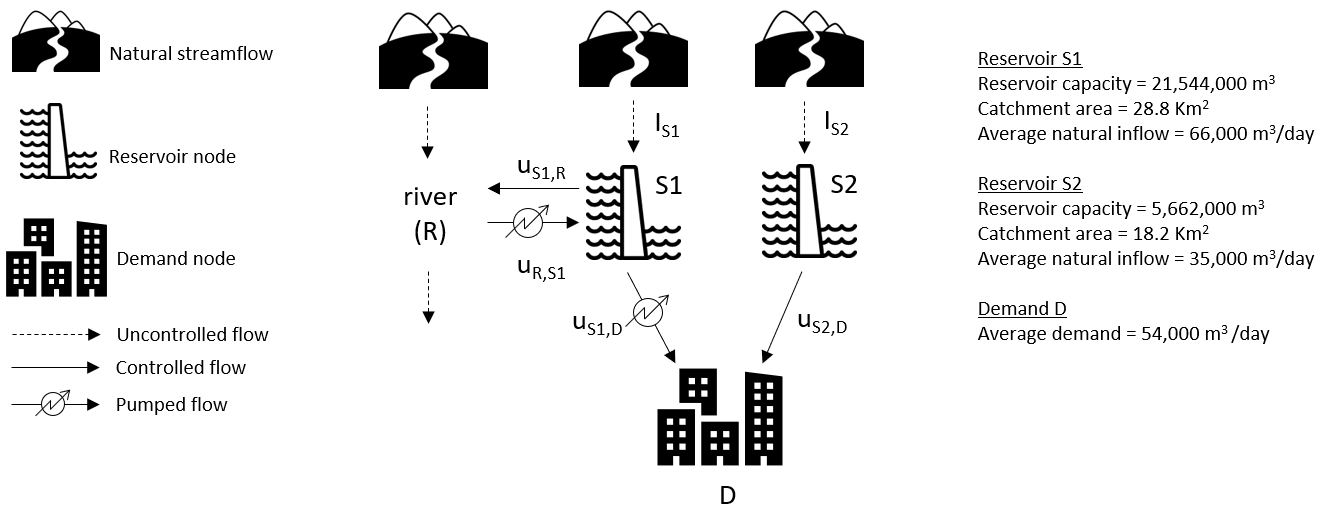 Natural streamflow
Reservoir node
Demand node
Uncontrolled flow
Controlled flow
Pumped flow
I_S1
I_S2
u_S1,R
S1
S2
river
(R)
u_R,S1
u_S1,D
u_S2,D
D
Reservoir S1
Reservoir capacity = 21,544,000 m³
Catchment area = 28.8 Km²
Average natural inflow = 66,000 m³/day
Reservoir S2
Reservoir capacity = 5,662,000 m³
Catchment area = 18.2 Km²
Average natural inflow = 35,000 m³/day
Demand D
Average demand = 54,000 m³ /day